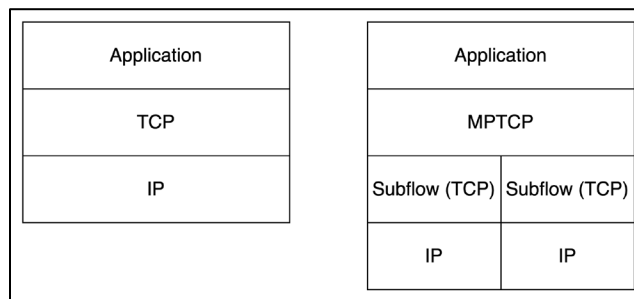 Application
TCP
IP
Application
MPTCP
Subflow (TCP) Subflow (TCP)
IP IP